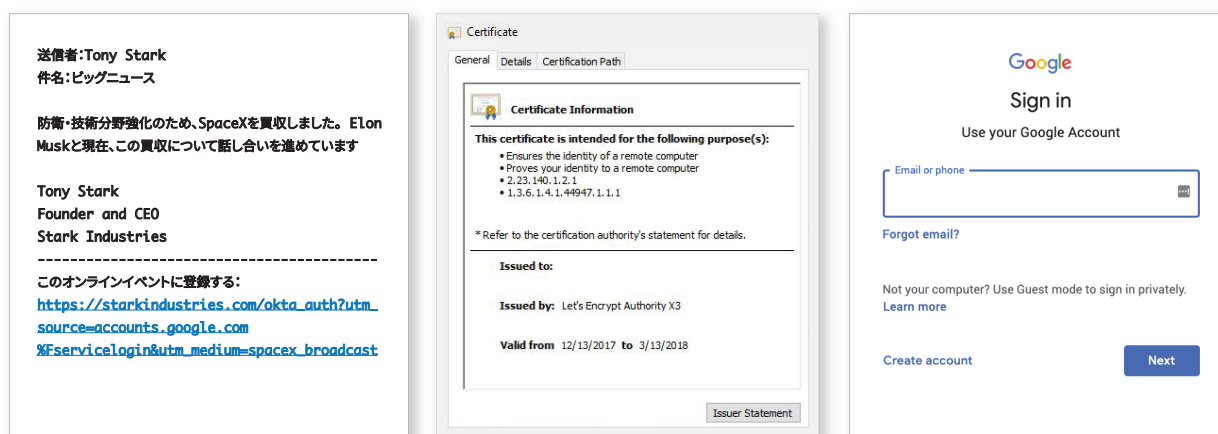 送信者：Tony Stark
件名：ビッグニュース
防衛・技術分野強化のため、SpaceXを買収しました。Elon
Muskと現在、この買収について話し合いを進めています
Tony Stark
Founder and CEO
Stark Industries
-------------------------------------------
このオンラインイベントに登録する：
https://starkindustries.com/okta_auth?utm_
source=accounts.google.com
%Fservicelogin&utm_medium=spacex_broadcast
Certificate
General Details Certification Path
Certificate Information
This certificate is intended for the following purpose(s):
• Ensures the identity of a remote computer
• Proves your identity to a remote computer
• 2.23.140.1.2.1
• 1.3.6.1.4.1.44947.1.1.1
* Refer to the certification authority's statement for details.
Issued to:
Issued by: Let's Encrypt Authority X3
Valid from 12/13/2017 to 3/13/2018
Issuer Statement
Google
Sign in
Use your Google Account
Email or phone
Forgot email?
Not your computer? Use Guest mode to sign in privately.
Learn more
Create account
Next